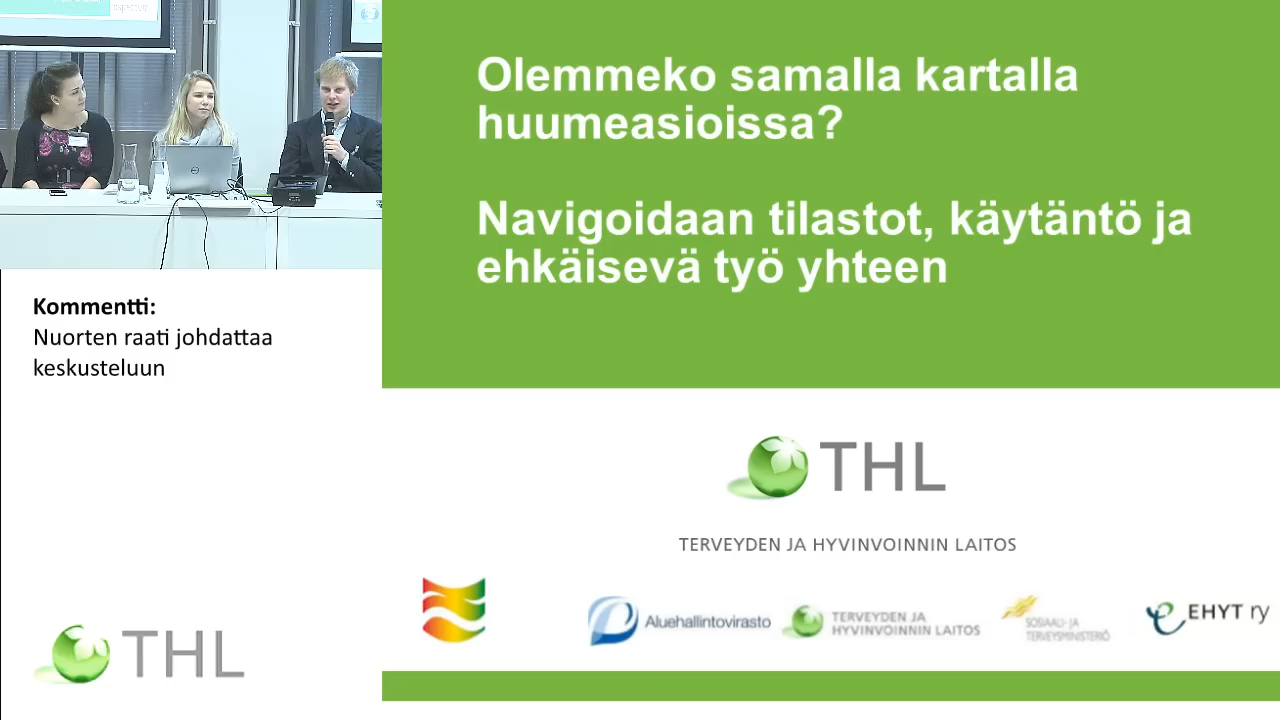 Kommentti:
Nuorten raati johdattaa
keskusteluun
THL
Olemmeko samalla kartalla
huumeasioissa?
Navigoidaan tilastot, käytäntö ja
ehkäisevä työ yhteen
THL
TERVEYDEN JA HYVINVOINNIN LAITOS
Aluehallintovirasto
TERVEYDEN JA
HYVINVOINNIN LAITOS
SOSIAALI- JA
TERVEYSMINISTERIÖ
EHYT ry